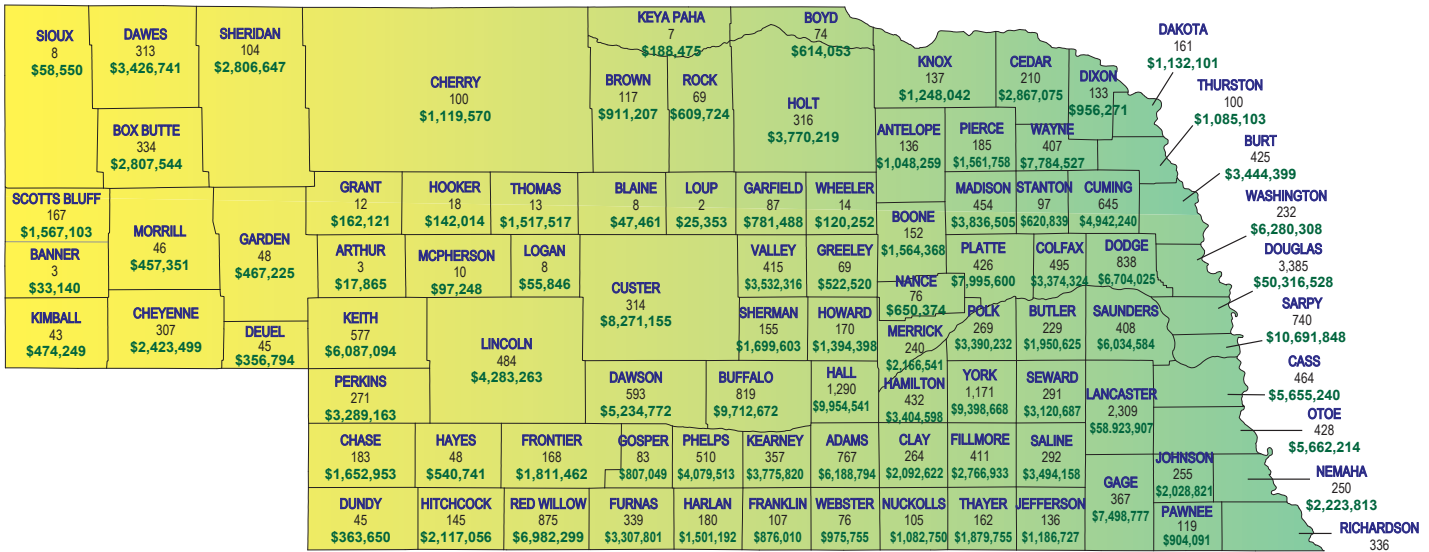 SIOUX
8
$58,550
DAWES
313
$3,426,741
SHERIDAN
104
$2,806,647
BOX BUTTE
334
$2,807,544
CHERRY
100
$1,119,570
KEYA PAHA
7
$188,475
BOYD
74
$614,053
BROWN
117
$911,207
ROCK
69
$609,724
HOLT
316
$3,770,219
KNOX
137
$1,248,042
CEDAR
210
$2,867,075
DIXON
133
$956,271
DAKOTA
161
$1,132,101
THURSTON
100
$1,085,103
ANTELOPE
136
$1,048,259
PIERCE
185
$1,561,758
WAYNE
407
$7,784,527
BURT
425
$3,444,399
SCOTTS BLUFF
167
$1,567,103
BANNER
3
$33,140
KIMBALL
43
$474,249
MORRILL
46
$457,351
CHEYENNE
307
$2,423,499
GARDEN
48
$467,225
DEUEL
45
$356,794
GRANT
12
$162,121
HOOKER
18
$142,014
THOMAS
13
$1,517,517
BLAINE
8
$47,461
LOUP
2
$25,353
GARFIELD
87
$781,488
WHEELER
14
$120,252
BOONE
152
$1,564,368
MADISON
454
$3,836,505
STANTON
97
$620,839
CUMING
645
$4,942,240
WASHINGTON
232
$6,280,308
ARTHUR
3
$17,865
MCPHERSON
10
$97,248
LOGAN
8
$55,846
CUSTER
314
$8,271,155
VALLEY
415
$3,532,316
GREELEY
69
$522,520
NANCE
76
$650,374
PLATTE
426
$7,995,600
COLFAX
495
$3,374,324
DODGE
838
$6,704,025
DOUGLAS
3,385
$50,316,528
KEITH
577
$6,087,094
LINCOLN
484
$4,283,263
SHERMAN
155
$1,699,603
HOWARD
170
$1,394,398
MERRICK
240
$2,166,541
POLK
269
$3,390,232
BUTLER
229
$1,950,625
SAUNDERS
408
$6,034,584
SARPY
740
$10,691,848
PERKINS
271
$3,289,163
DAWSON
593
$5,234,772
BUFFALO
819
$9,712,672
HALL
1,290
$9,954,541
HAMILTON
432
$3,404,598
YORK
1,171
$9,398,668
SEWARD
291
$3,120,687
LANCASTER
2,309
$58.923,907
CASS
464
$5,655,240
OTOE
428
$5,662,214
CHASE
183
$1,652,953
HAYES
48
$540,741
FRONTIER
168
$1,811,462
GOSPER
83
$807,049
PHELPS
510
$4,079,513
KEARNEY
357
$3,775,820
ADAMS
767
$6,188,794
CLAY
264
$2,092,622
FILLMORE
411
$2,766,933
SALINE
292
$3,494,158
GAGE
367
$7,498,777
JOHNSON
255
$2,028,821
NEMAHA
250
$2,223,813
DUNDY
45
$363,650
HITCHCOCK
145
$2,117,056
RED WILLOW
875
$6,982,299
FURNAS
339
$3,307,801
HARLAN
180
$1,501,192
FRANKLIN
107
$876,010
WEBSTER
76
$975,755
NUCKOLLS
105
$1,082,750
THAYER
162
$1,879,755
JEFFERSON
136
$1,186,727
PAWNEE
119
$904,091
RICHARDSON
336